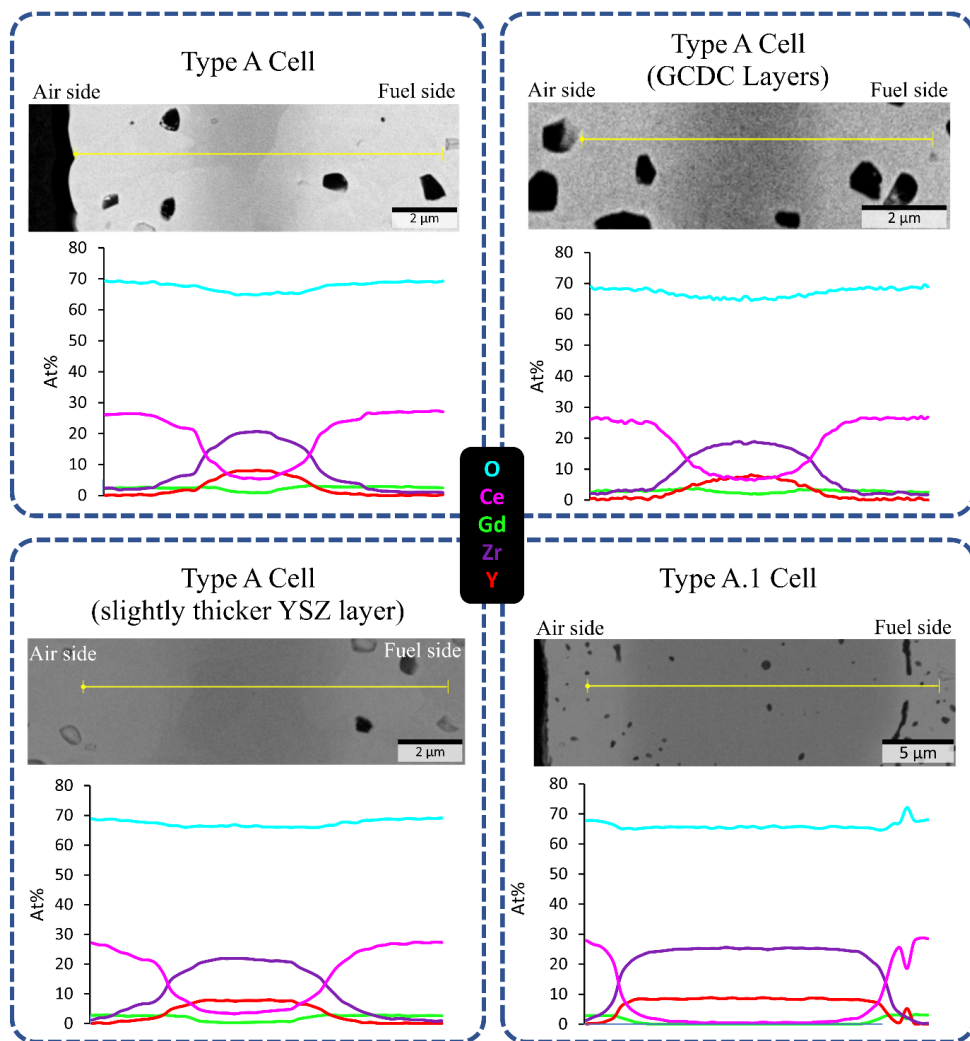 Type A Cell
Air side
Fuel side
2 µm
80
70
60
50
40
30
20
10
0
At%
Type A Cell
(GCDC Layers)
Air side
Fuel side
2 µm
80
70
60
50
40
30
20
10
0
At%
O
Ce
Gd
Zr
Y
Type A Cell
(slightly thicker YSZ layer)
Air side
Fuel side
2 µm
80
70
60
50
40
30
20
10
0
At%
Type A.1 Cell
Air side
Fuel side
5 µm
80
70
60
50
40
30
20
10
0
At%